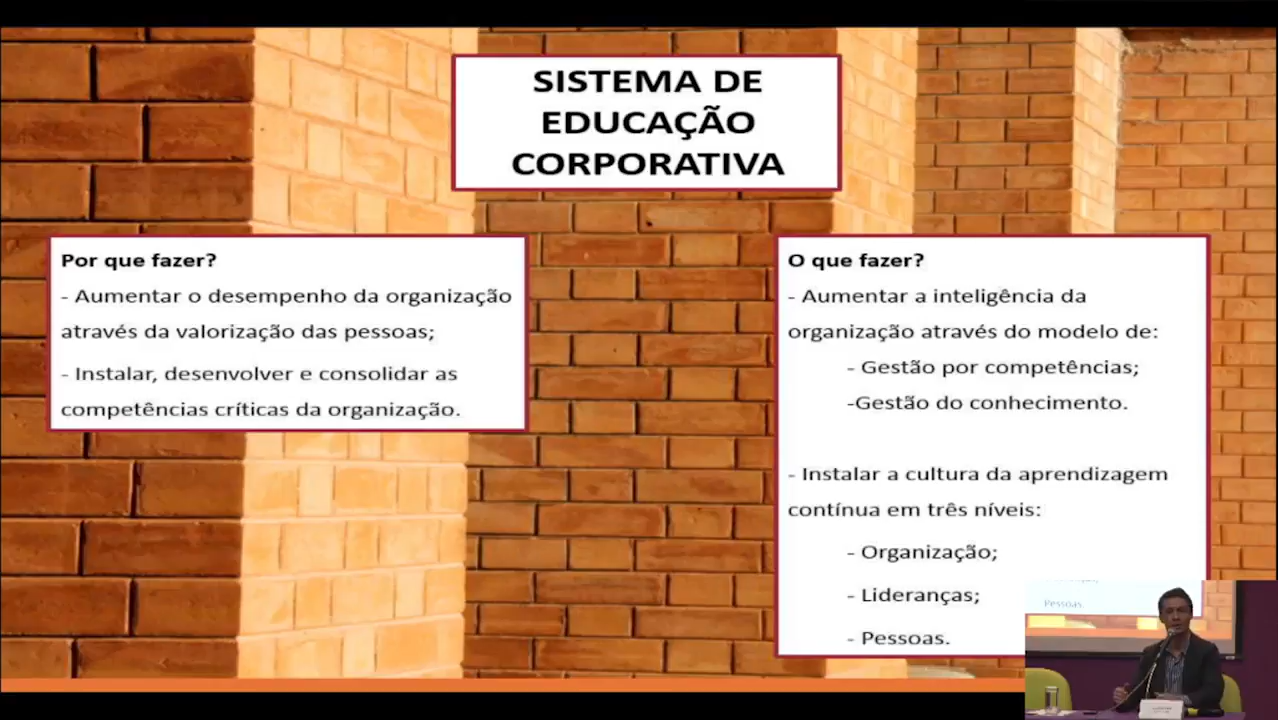 SISTEMA DE
EDUCAÇÃO
CORPORATIVA
Por que fazer?
- Aumentar o desempenho da organização
através da valorização das pessoas;
- Instalar, desenvolver e consolidar as
competências críticas da organização.
O que fazer?
- Aumentar a inteligência da
organização através do modelo de:
- Gestão por competências;
-Gestão do conhecimento.
- Instalar a cultura da aprendizagem
contínua em três níveis:
- Organização;
- Lideranças;
- Pessoas.
Pessoas